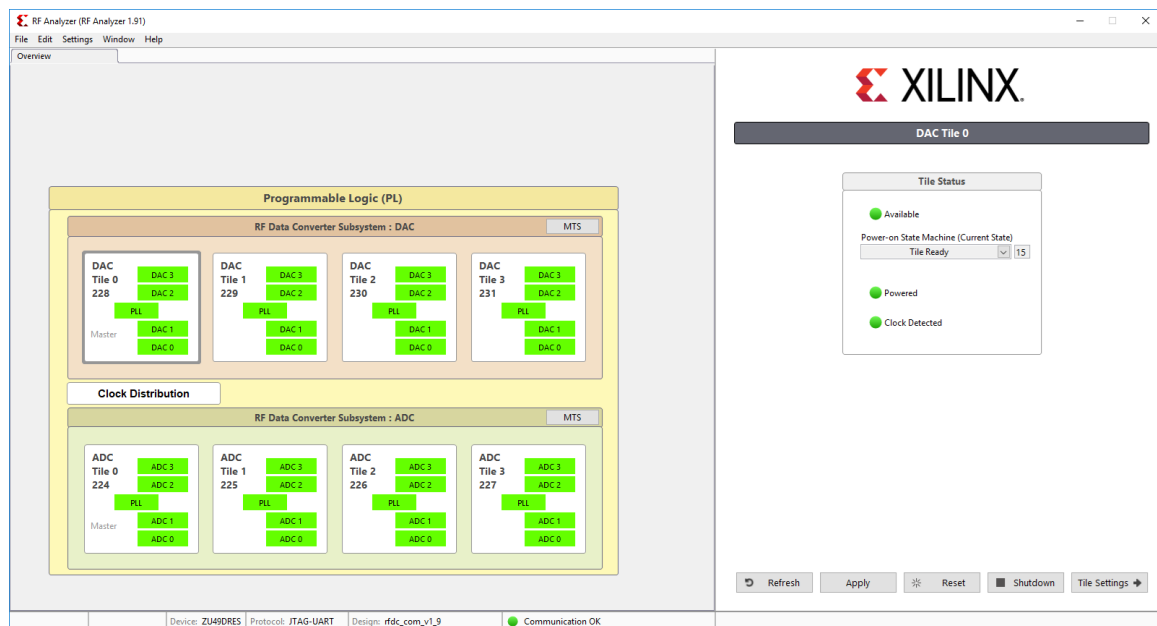 RF Analyzer (RF Analyzer 1.91)
File Edit Settings Window Help
Overview
Programmable Logic (PL)
RF Data Converter Subsystem : DAC
MTS
DAC
Tile 0
228
DAC 3
DAC 2
PLL
Master
DAC 1
DAC 0
DAC
Tile 1
229
DAC 3
DAC 2
PLL
DAC 1
DAC 0
DAC
Tile 2
230
DAC 3
DAC 2
PLL
DAC 1
DAC 0
DAC
Tile 3
231
DAC 3
DAC 2
PLL
DAC 1
DAC 0
Clock Distribution
RF Data Converter Subsystem : ADC
MTS
ADC
Tile 0
224
ADC 3
ADC 2
PLL
Master
ADC 1
ADC 0
ADC
Tile 1
225
ADC 3
ADC 2
PLL
ADC 1
ADC 0
ADC
Tile 2
226
ADC 3
ADC 2
PLL
ADC 1
ADC 0
ADC
Tile 3
227
ADC 3
ADC 2
PLL
ADC 1
ADC 0
XILINX.
DAC Tile 0
Tile Status
Available
Power-on State Machine (Current State)
Tile Ready 15
Powered
Clock Detected
Refresh Apply Reset Shutdown Tile Settings
Device: ZU49DRES Protocol: JTAG-UART Design: rfdc_com_v1_9 Communication OK